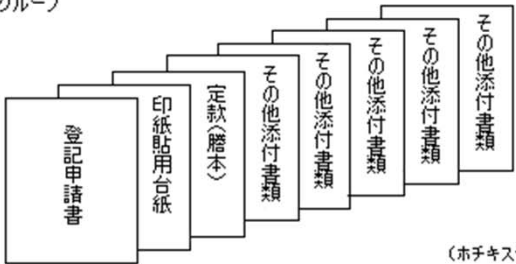 グループ
登記申請書
印紙貼用台紙
定款(謄本)
その他添付書類
その他添付書類
その他添付書類
その他添付書類
その他添付書類
(ホチキス